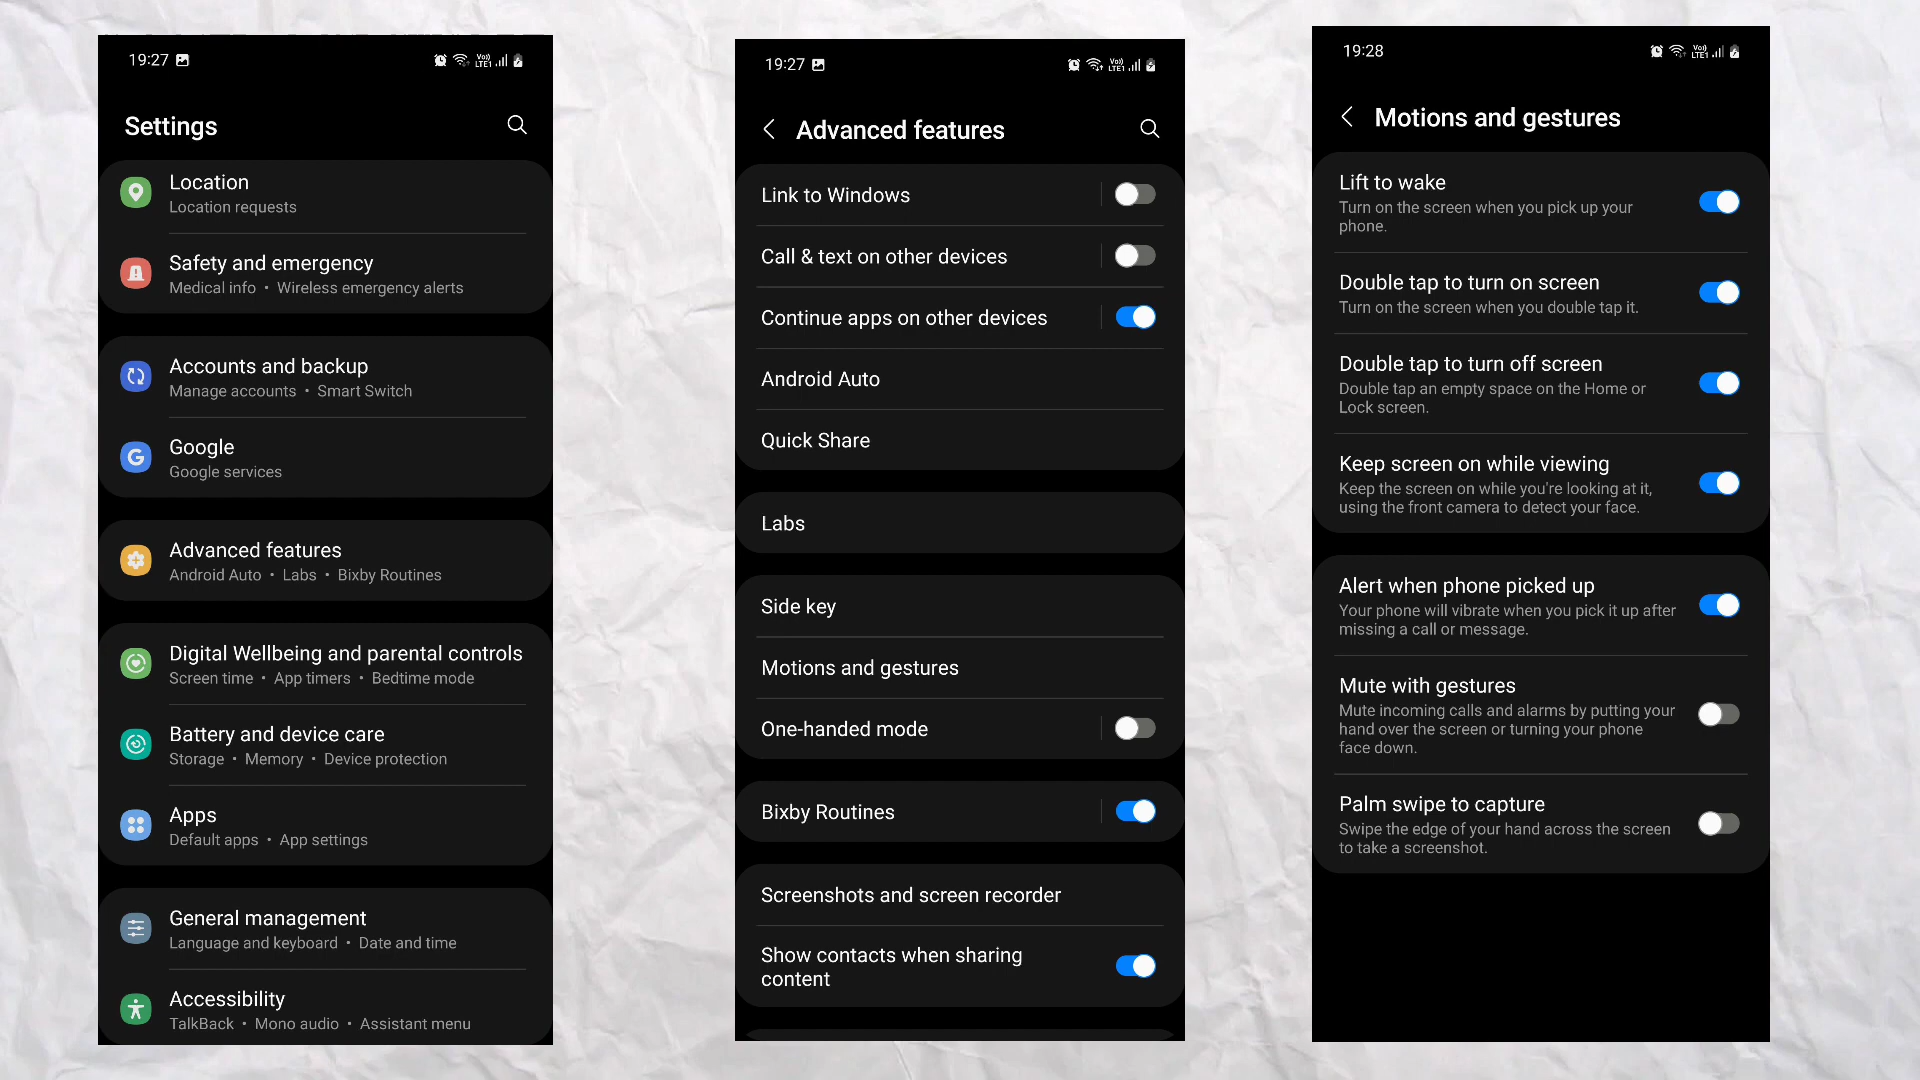 19:27
Vo)) LTE1
Settings
Location
Location requests
Safety and emergency
Medical info • Wireless emergency alerts
Accounts and backup
Manage accounts • Smart Switch
G
Google
Google services
Advanced features
Android Auto • Labs • Bixby Routines
Digital Wellbeing and parental controls
Screen time • App timers • Bedtime mode
Battery and device care
Storage • Memory • Device protection
Apps
Default apps • App settings
General management
Language and keyboard • Date and time
Accessibility
TalkBack • Mono audio • Assistant menu
19:27
Vo)) LTE1
Advanced features
Link to Windows
Call & text on other devices
Continue apps on other devices
Android Auto
Quick Share
Labs
Side key
Motions and gestures
One-handed mode
Bixby Routines
Screenshots and screen recorder
Show contacts when sharing
content
19:28
Vo)) LTE1
Motions and gestures
Lift to wake
Turn on the screen when you pick up your
phone.
Double tap to turn on screen
Turn on the screen when you double tap it.
Double tap to turn off screen
Double tap an empty space on the Home or
Lock screen.
Keep screen on while viewing
Keep the screen on while you're looking at it,
using the front camera to detect your face.
Alert when phone picked up
Your phone will vibrate when you pick it up after
missing a call or message.
Mute with gestures
Mute incoming calls and alarms by putting your
hand over the screen or turning your phone
face down.
Palm swipe to capture
Swipe the edge of your hand across the screen
to take a screenshot.